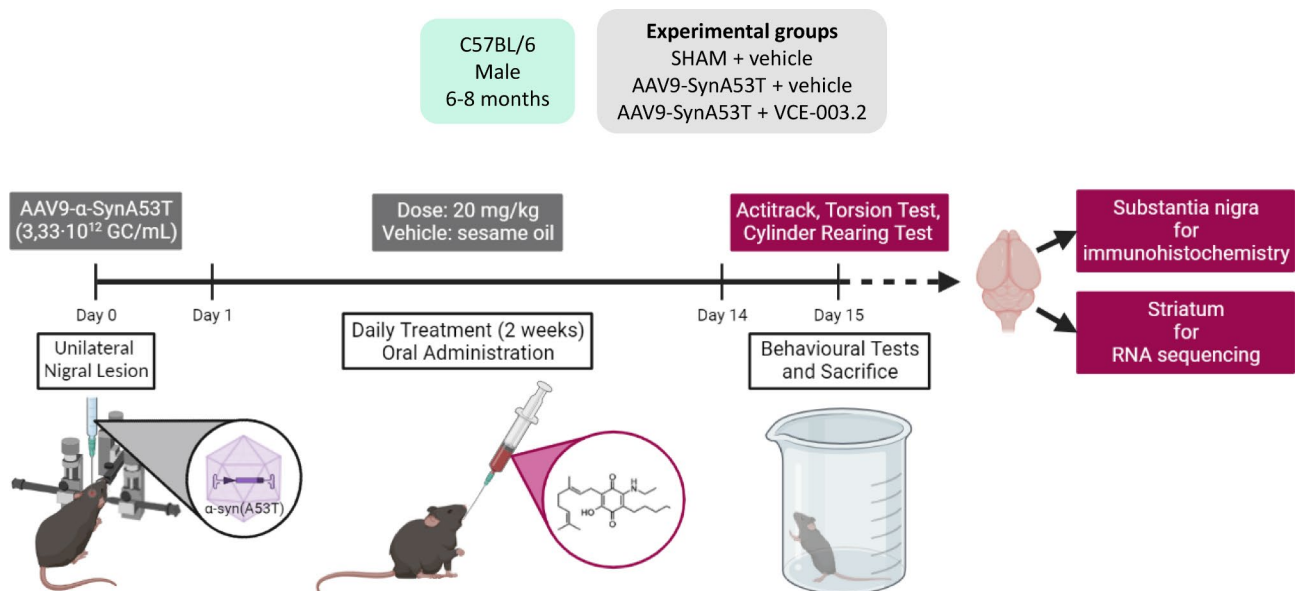 C57BL/6
Male
6-8 months
Experimental groups
SHAM + vehicle
AAV9-SynA53T + vehicle
AAV9-SynA53T + VCE-003.2
AAV9-α-SynA53T
(3,33·10¹² GC/mL)
Dose: 20 mg/kg
Vehicle: sesame oil
Actitrack, Torsion Test,
Cylinder Rearing Test
Substantia nigra
for
immunohistochemistry
Striatum
for
RNA sequencing
Day 0
Day 1
Day 14
Day 15
Unilateral
Nigral Lesion
Daily Treatment (2 weeks)
Oral Administration
Behavioural Tests
and Sacrifice
α-syn(A53T)
O
H
N
HO
O